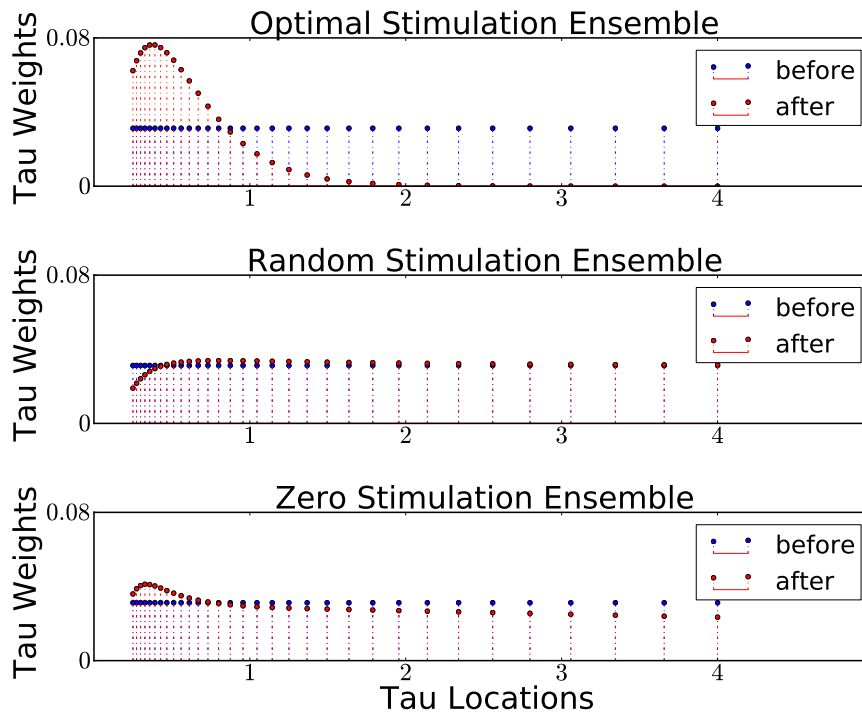 Optimal Stimulation Ensemble
0.08
Tau Weights
before
after
0
1
2
3
4
Random Stimulation Ensemble
0.08
Tau Weights
before
after
0
1
2
3
4
Zero Stimulation Ensemble
0.08
Tau Weights
before
after
0
1
2
3
4
Tau Locations